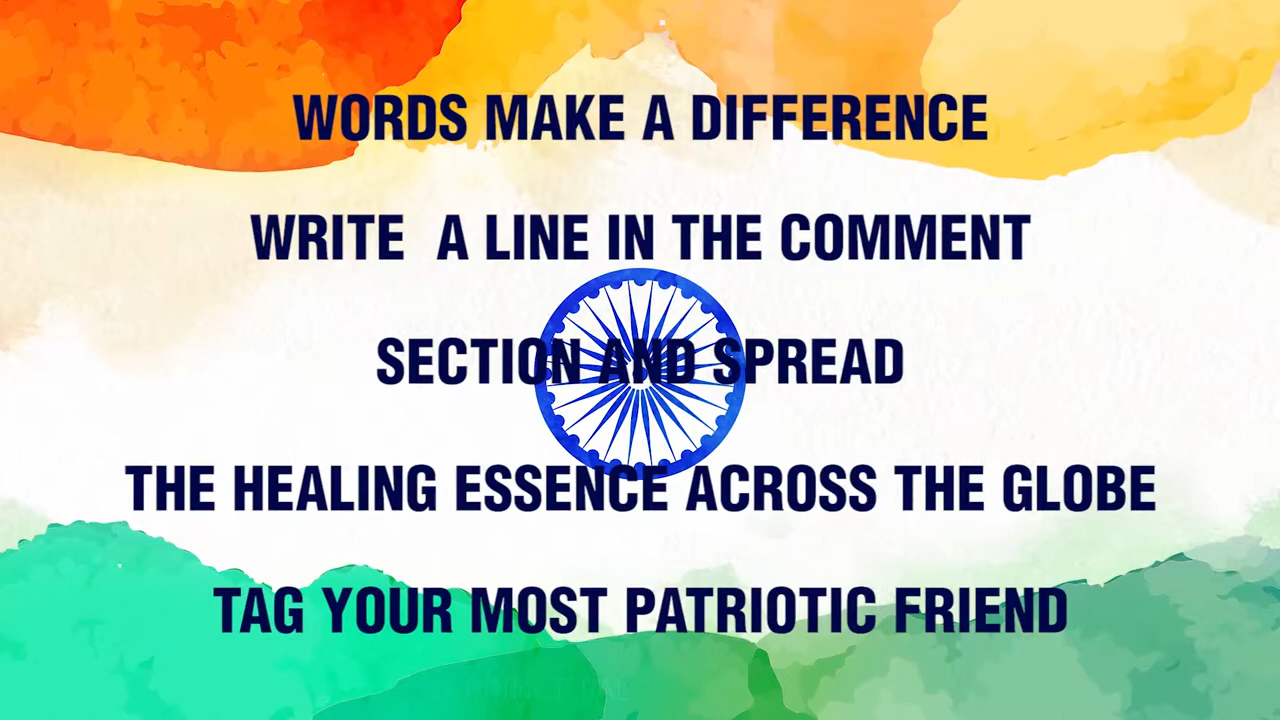 WORDS MAKE A DIFFERENCE
WRITE  A LINE IN THE COMMENT
SECTION AND SPREAD
THE HEALING ESSENCE ACROSS THE GLOBE
TAG YOUR MOST PATRIOTIC FRIEND